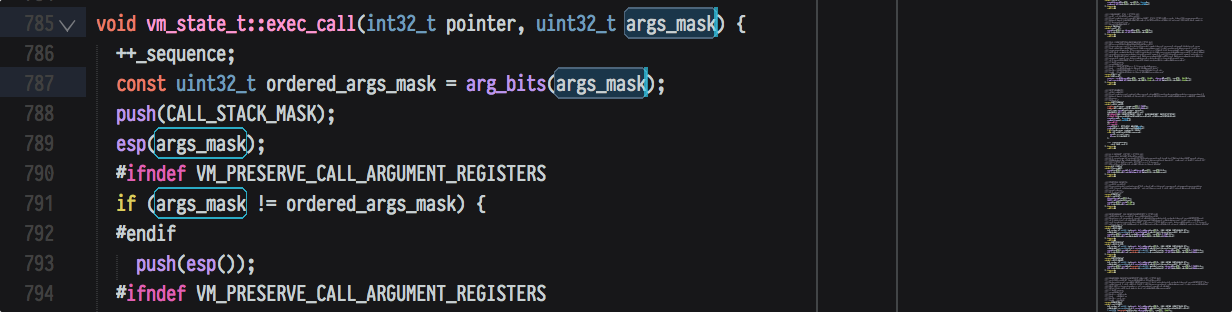 785 void vm_state_t::exec_call(int32_t pointer, uint32_t args_mask) {
786 ++_sequence;
787 const uint32_t ordered_args_mask = arg_bits(args_mask);
788 push(CALL_STACK_MASK);
789 esp(args_mask);
790 #ifndef VM_PRESERVE_CALL_ARGUMENT_REGISTERS
791 if (args_mask != ordered_args_mask) {
792 #endif
793 push(esp());
794 #ifndef VM_PRESERVE_CALL_ARGUMENT_REGISTERS